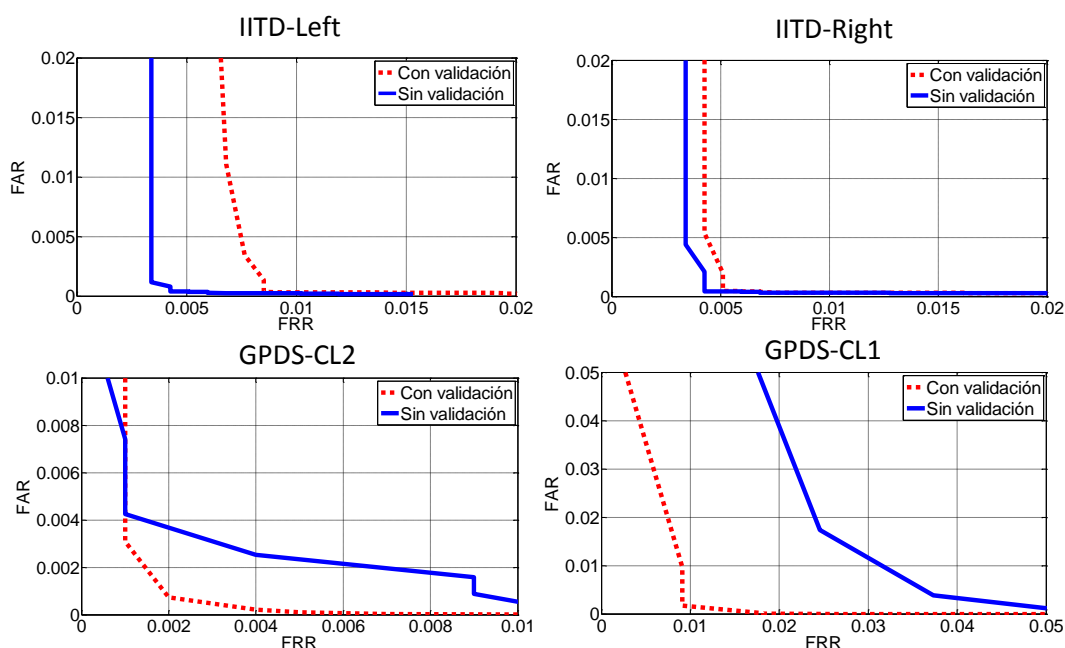 IITD-Left
0.02
0.015
0.01
0.005
0
FAR
0
0.005
0.01
0.015
0.02
FRR
Con validación
Sin validación
IITD-Right
0.02
0.015
0.01
0.005
0
FAR
0
0.005
0.01
0.015
0.02
FRR
Con validación
Sin validación
GPDS-CL2
0.01
0.008
0.006
0.004
0.002
0
FAR
0
0.002
0.004
0.006
0.008
0.01
FRR
Con validación
Sin validación
GPDS-CL1
0.05
0.04
0.03
0.02
0.01
0
FAR
0
0.01
0.02
0.03
0.04
0.05
FRR
Con validación
Sin validación